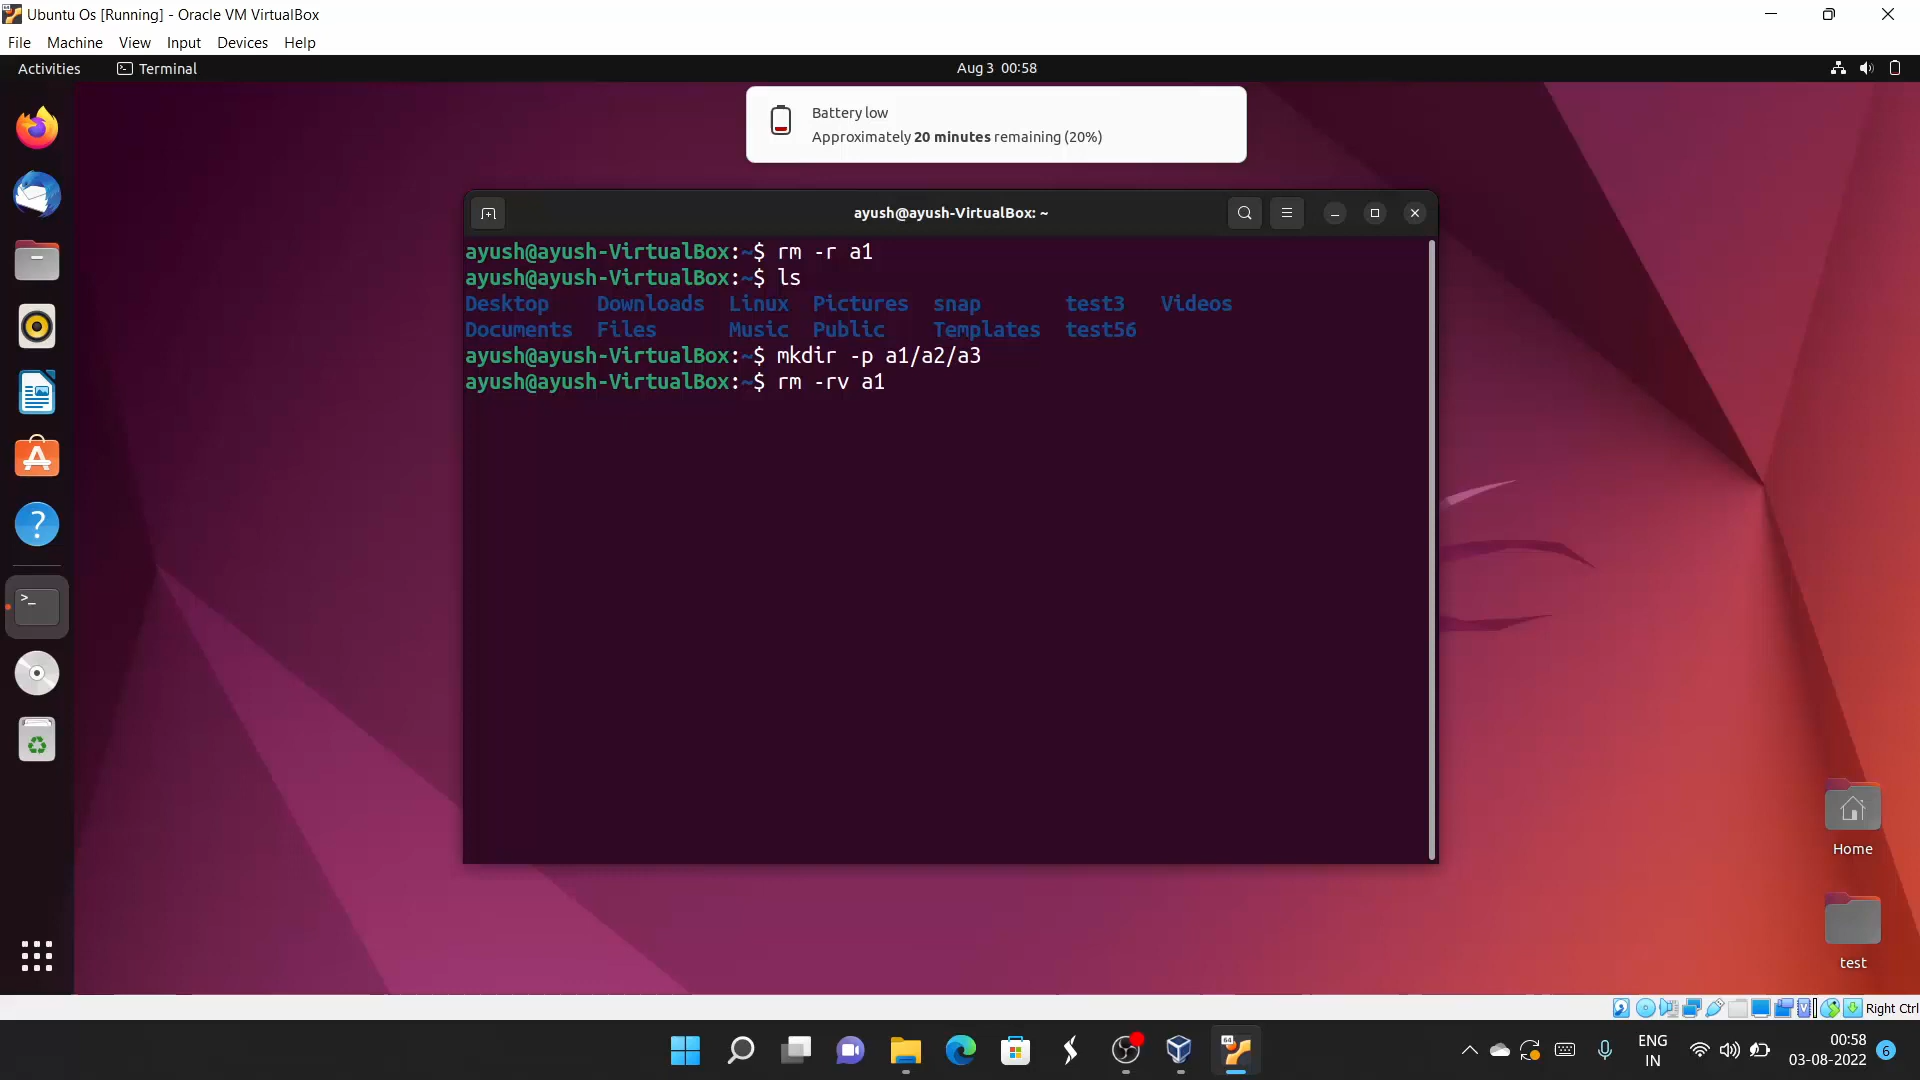 Ubuntu Os [Running] - Oracle VM VirtualBox
File Machine View Input Devices Help
Activities Terminal Aug 3 00:58
Battery low
Approximately 20 minutes remaining (20%)
ayush@ayush-VirtualBox: ~
ayush@ayush-VirtualBox:~$ rm -r a1
ayush@ayush-VirtualBox:~$ ls
Desktop Downloads Linux Pictures snap test3 Videos
Documents Files Music Public Templates test56
ayush@ayush-VirtualBox:~$ mkdir -p a1/a2/a3
ayush@ayush-VirtualBox:~$ rm -rv a1
Home
test
Right Ctrl
ENG
IN
00:58
03-08-2022
6